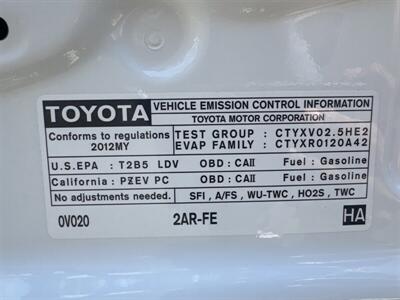 TOYOTA VEHICLE EMISSION CONTROL INFORMATION
TOYOTA MOTOR CORPORATION
Conforms to regulations
2012MY
TEST GROUP : CTYXV02.5HE2
EVAP FAMILY : CTYXR0120A42
U.S.EPA : T2B5 LDV OBD : CAII Fuel : Gasoline
California : PZEV PC OBD : CAII Fuel : Gasoline
No adjustments needed. SFI , A/FS , WU-TWC , HO2S , TWC
0V020 2AR-FE HA